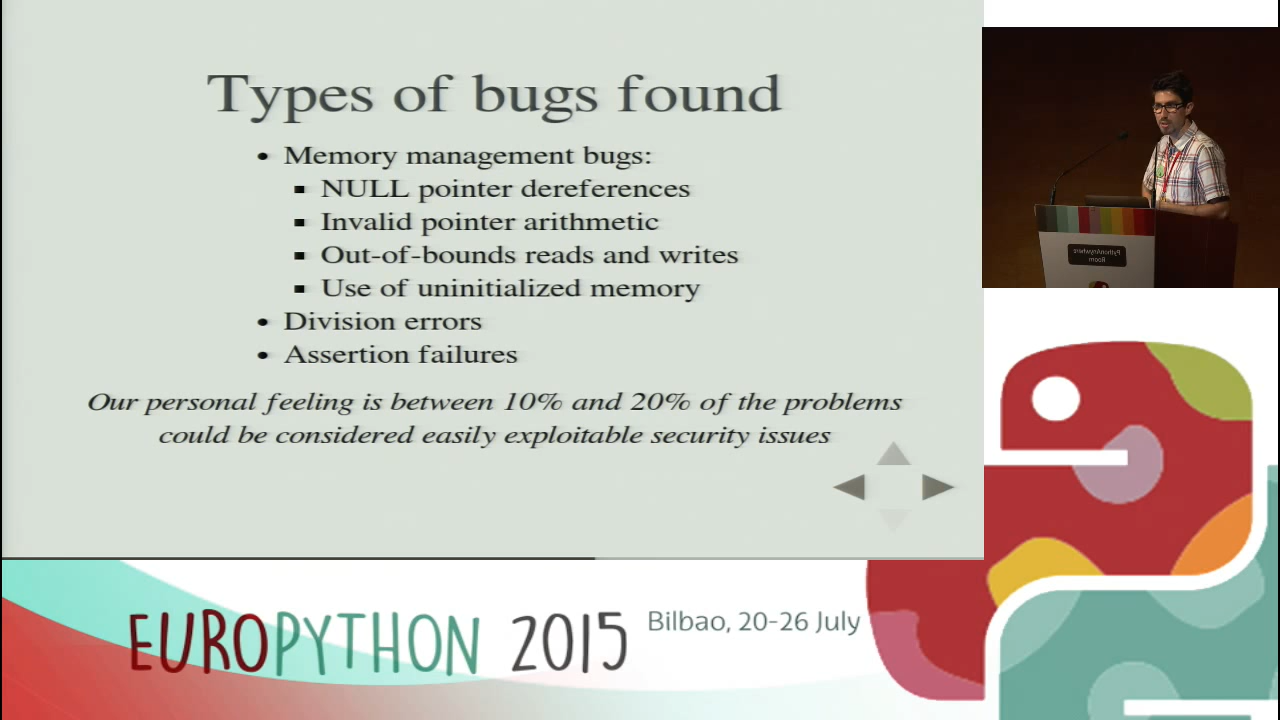 Types of bugs found
• Memory management bugs:
▪ NULL pointer dereferences
▪ Invalid pointer arithmetic
▪ Out-of-bounds reads and writes
▪ Use of uninitialized memory
• Division errors
• Assertion failures
Our personal feeling is between 10% and 20% of the problems
could be considered easily exploitable security issues
PythonAnywhere
Room
EUROPYTHON 2015
Bilbao, 20-26 July